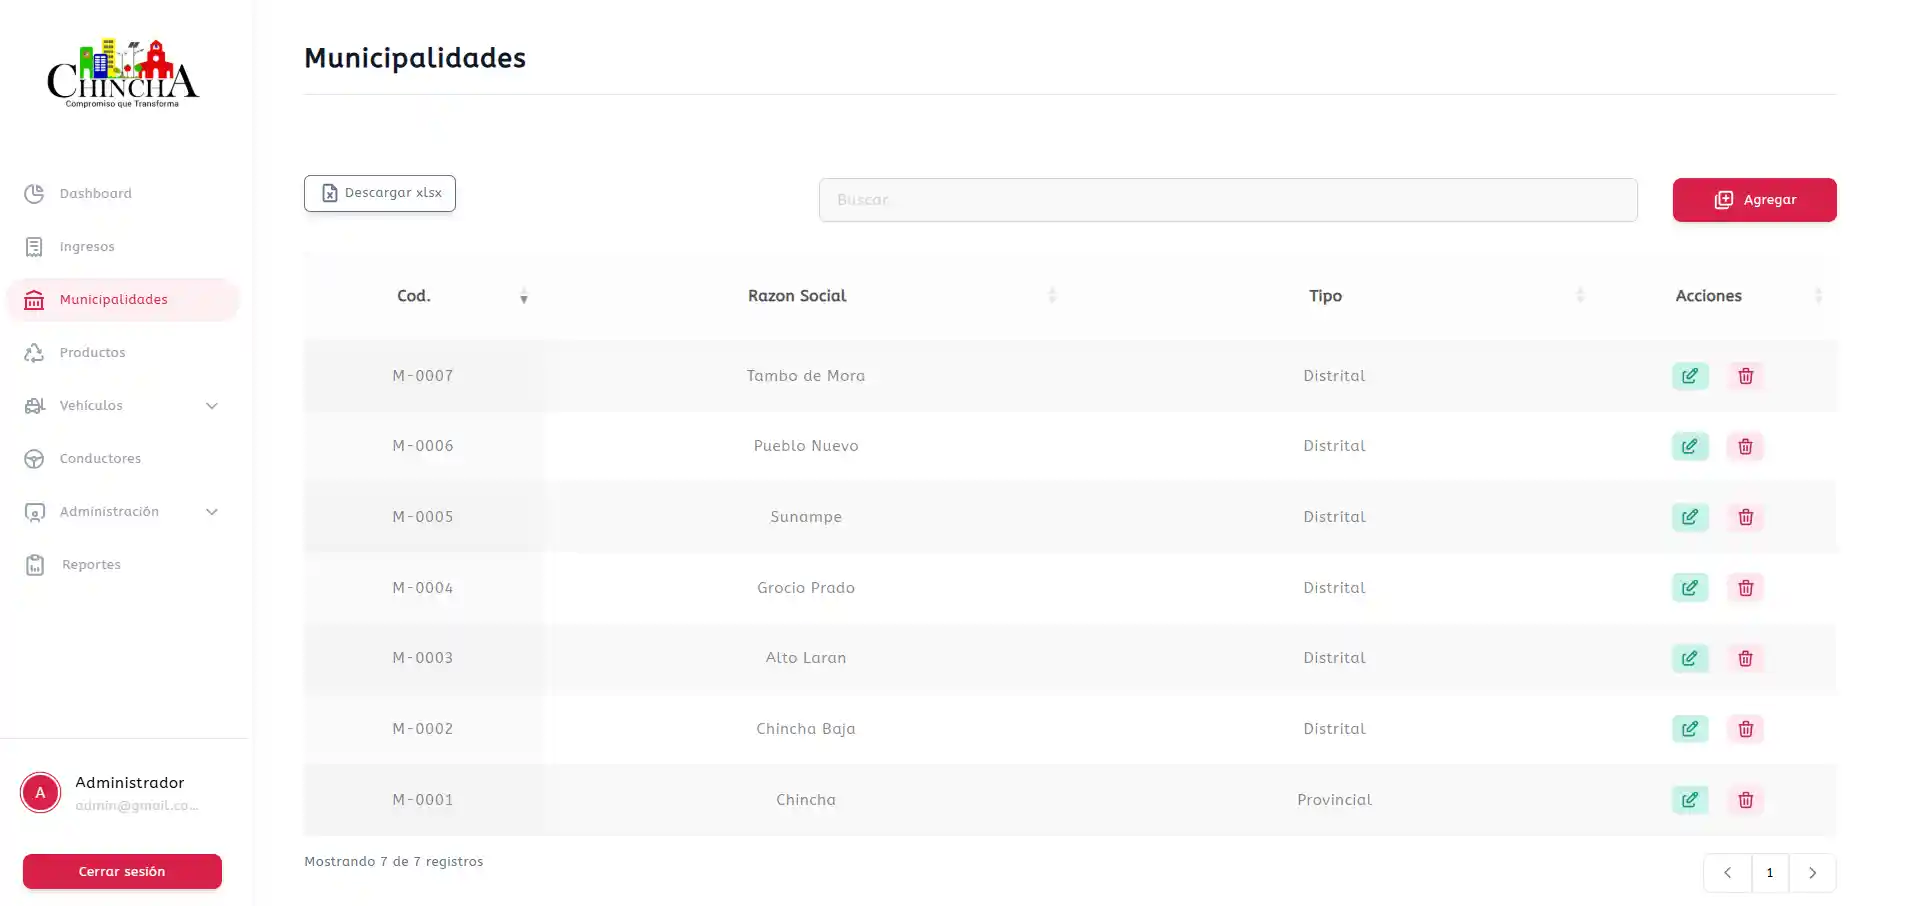 CHINCHA
Compromiso que Transforma
Dashboard
Ingresos
Municipalidades
Productos
Vehículos
Conductores
Administración
Reportes
A
Administrador
admin@gmail.co...
Cerrar sesión
Municipalidades
Descargar xlsx
Buscar
Agregar
Cod. Razon Social Tipo Acciones
M-0007 Tambo de Mora Distrital
M-0006 Pueblo Nuevo Distrital
M-0005 Sunampe Distrital
M-0004 Grocio Prado Distrital
M-0003 Alto Laran Distrital
M-0002 Chincha Baja Distrital
M-0001 Chincha Provincial
Mostrando 7 de 7 registros
1